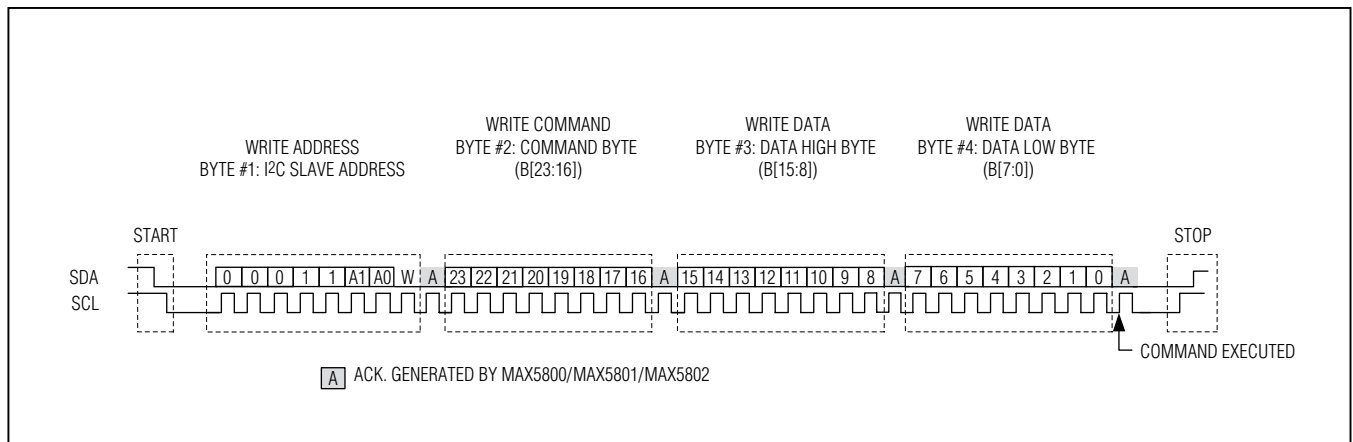 WRITE ADDRESS
BYTE #1: I2C SLAVE ADDRESS
WRITE COMMAND
BYTE #2: COMMAND BYTE
(B[23:16])
WRITE DATA
BYTE #3: DATA HIGH BYTE
(B[15:8])
WRITE DATA
BYTE #4: DATA LOW BYTE
(B[7:0])
START
STOP
SDA 0 0 0 1 1 A1 A0 W A 23 22 21 20 19 18 17 16 A 15 14 13 12 11 10 9 8 A 7 6 5 4 3 2 1 0 A
SCL
COMMAND EXECUTED
A ACK. GENERATED BY MAX5800/MAX5801/MAX5802